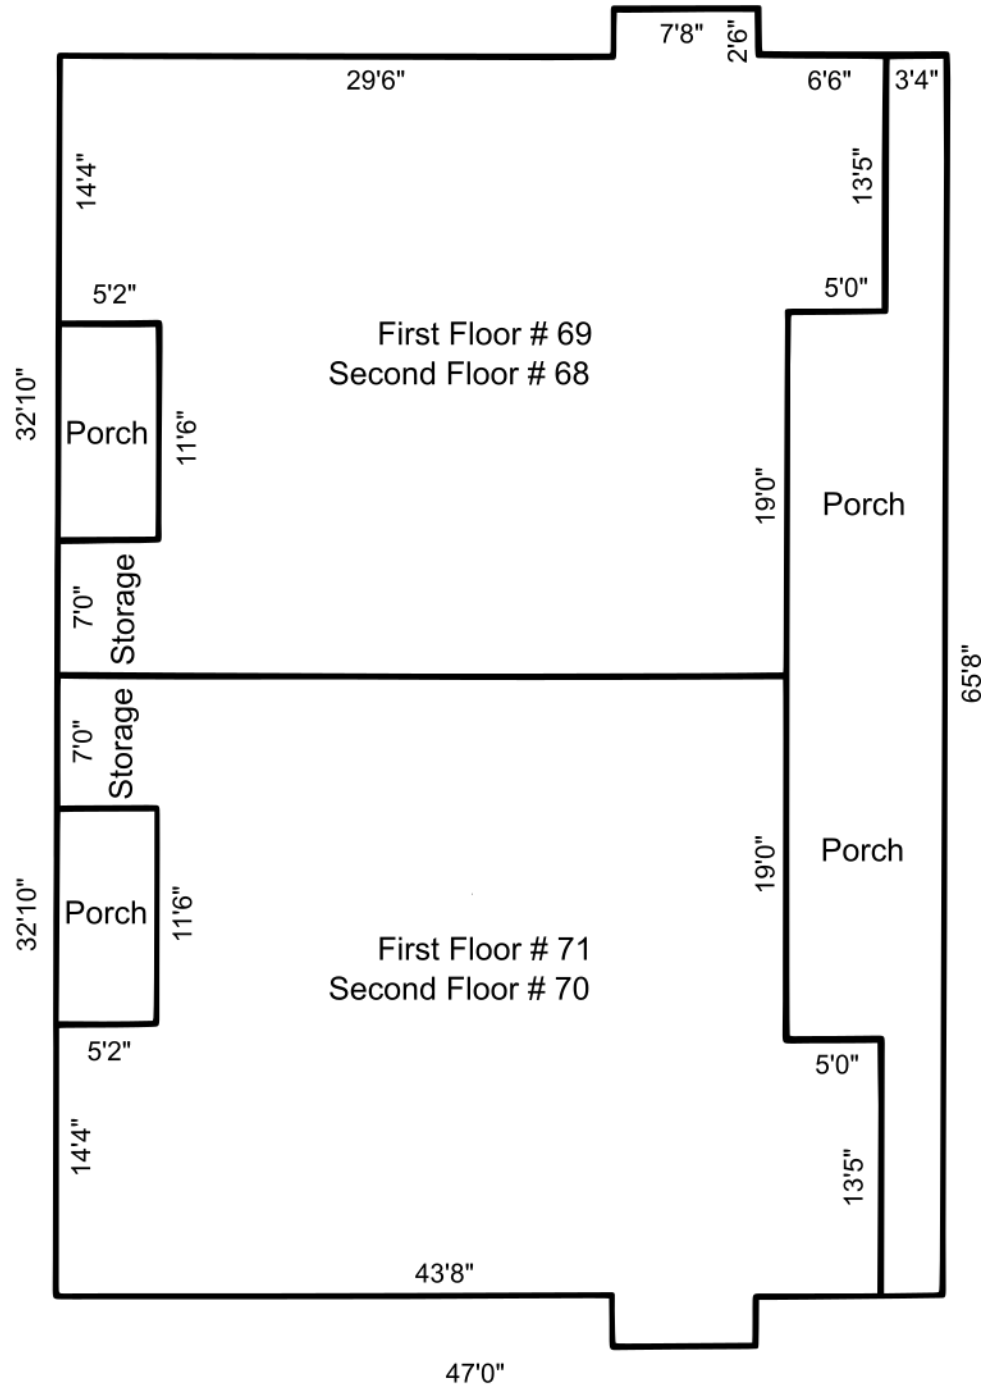 7'8"
2'6"
29'6"
6'6"
3'4"
14'4"
13'5"
5'2"
5'0"
First Floor # 69
Second Floor # 68
32'10"
Porch
11'6"
19'0"
Porch
7'0"
Storage
65'8"
7'0"
Storage
19'0"
Porch
32'10"
Porch
11'6"
First Floor # 71
Second Floor # 70
5'2"
5'0"
14'4"
13'5"
43'8"
47'0"